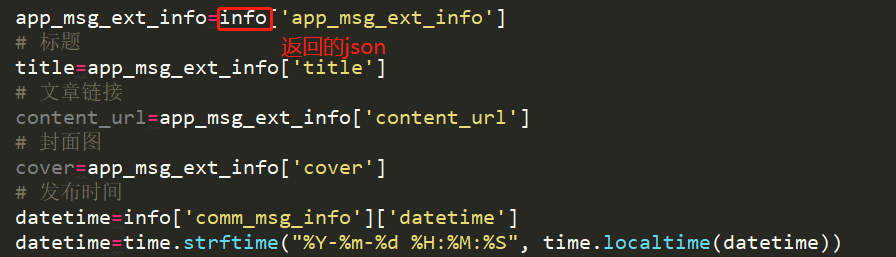 app_msg_ext_info=info['app_msg_ext_info']
# 标题
返回的json
title=app_msg_ext_info['title']
# 文章链接
content_url=app_msg_ext_info['content_url']
# 封面图
cover=app_msg_ext_info['cover']
# 发布时间
datetime=info['comm_msg_info']['datetime']
datetime=time.strftime("%Y-%m-%d %H:%M:%S", time.localtime(datetime))